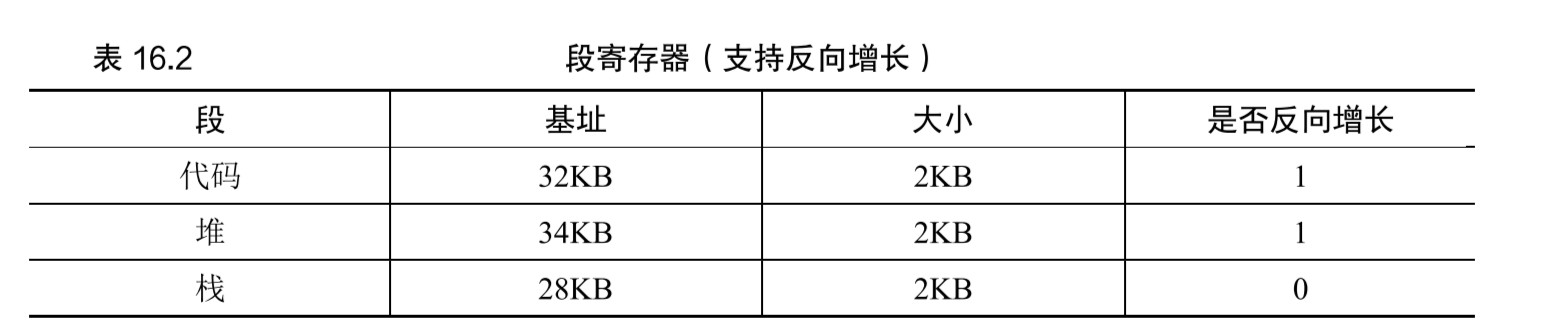 表 16.2 段寄存器（支持反向增长）
段 基址 大小 是否反向增长
代码 32KB 2KB 1
堆 34KB 2KB 1
栈 28KB 2KB 0